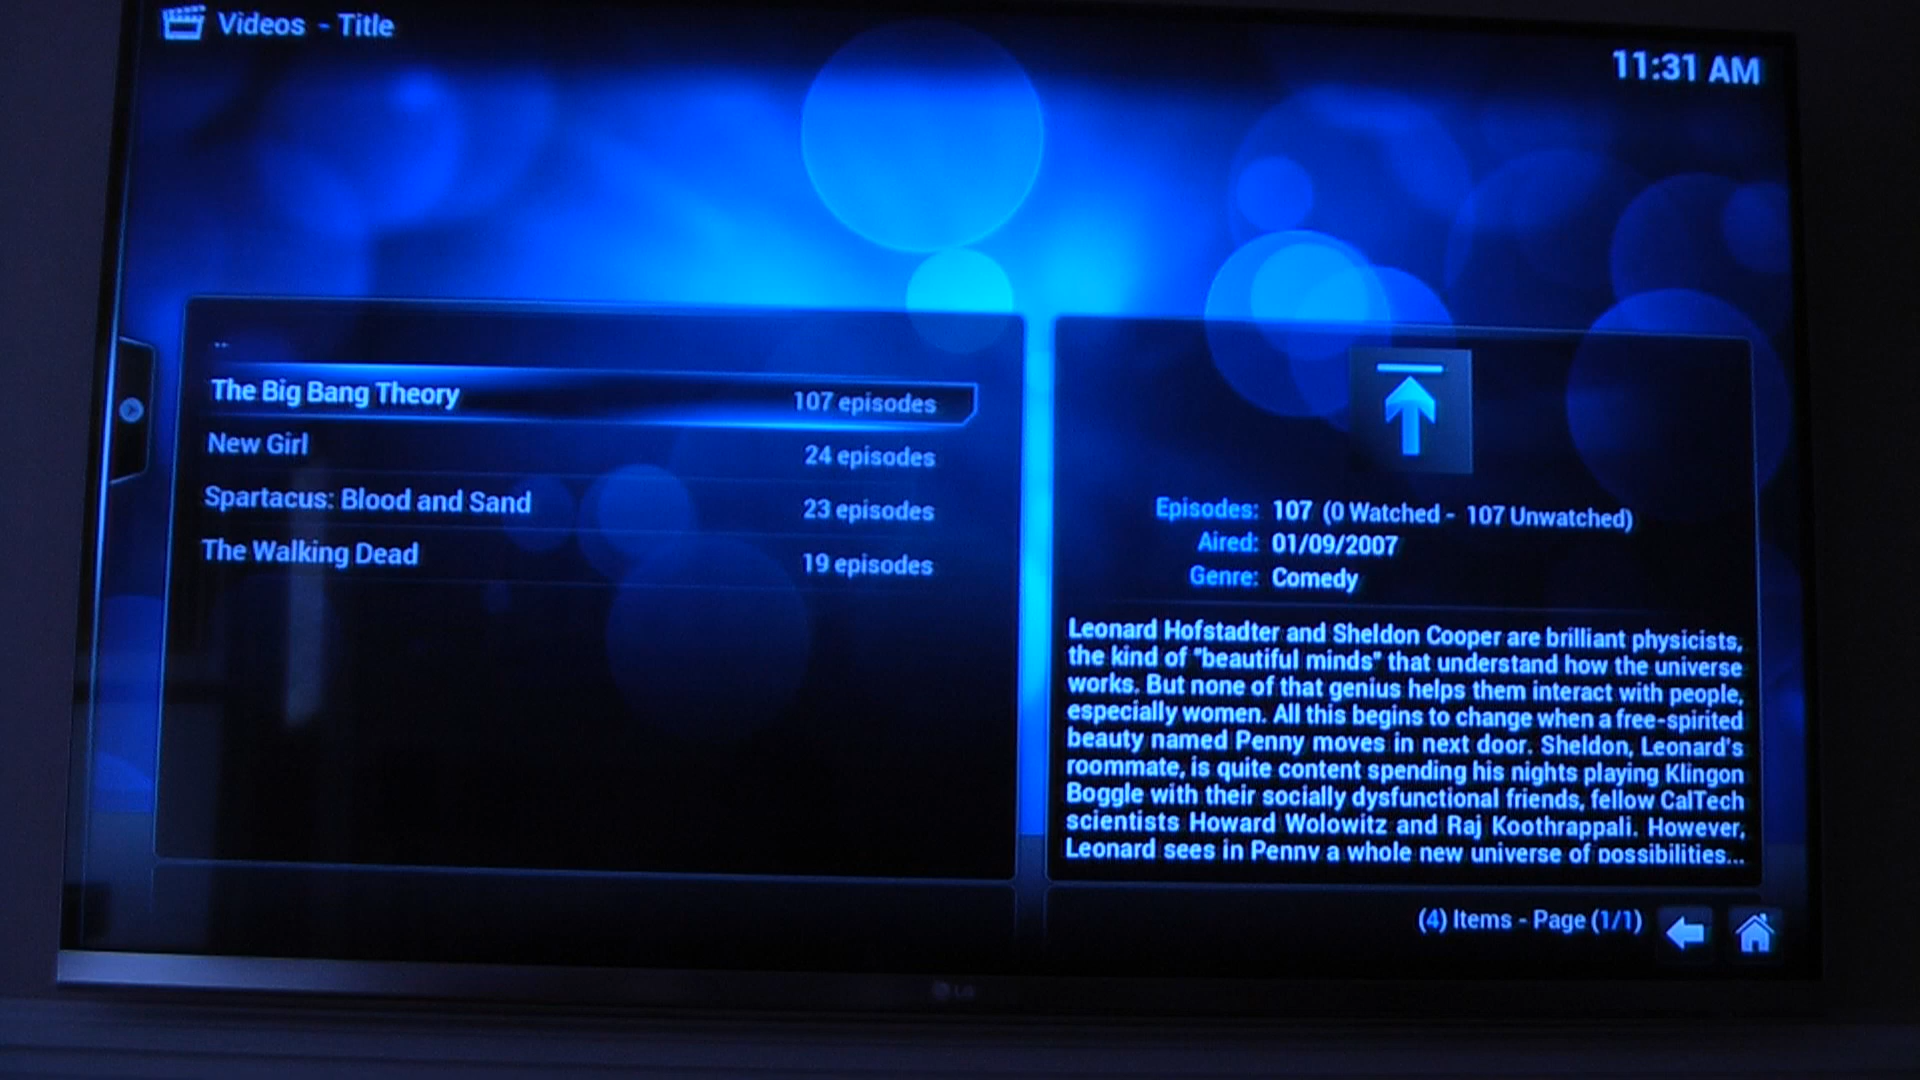 Videos - Title
11:31 AM
..
The Big Bang Theory 107 episodes
New Girl 24 episodes
Spartacus: Blood and Sand 23 episodes
The Walking Dead 19 episodes
Episodes: 107 (0 Watched - 107 Unwatched)
Aired: 01/09/2007
Genre: Comedy
Leonard Hofstadter and Sheldon Cooper are brilliant physicists,
the kind of "beautiful minds" that understand how the universe
works. But none of that genius helps them interact with people,
especially women. All this begins to change when a free-spirited
beauty named Penny moves in next door. Sheldon, Leonard's
roommate, is quite content spending his nights playing Klingon
Boggle with their socially dysfunctional friends, fellow CalTech
scientists Howard Wolowitz and Raj Koothrappali. However,
Leonard sees in Penny a whole new universe of possibilities...
(4) Items - Page (1/1)
LG